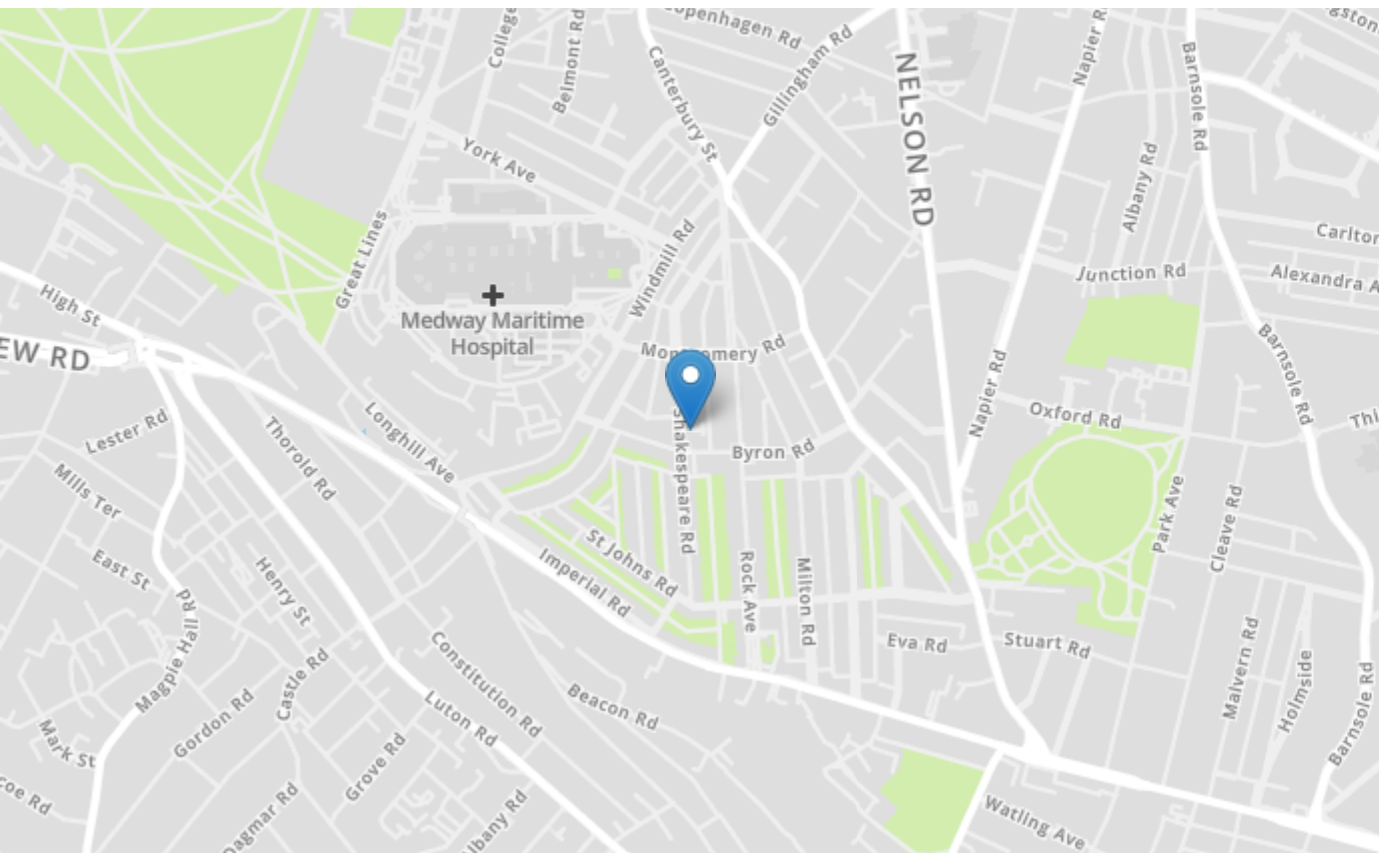 Copenhagen Rd
College
Belmont Rd
Canterbury St
Gillingham Rd
NELSON RD
Napier R
Barnsole Rd
York Ave
Albany Rd
Great Lines
Windmill Rd
Carlton
Junction Rd
Alexandra A
High St
Medway Maritime
Hospital
EW RD
Montgomery Rd
Barnsole Rd
Napier Rd
Oxford Rd
Lester Rd
Thorold Rd
Longhill Ave
Shakespeare Rd
Byron Rd
Mills Ter
Park Ave
Cleave Rd
East St
Henry St
St Johns Rd
Imperial Rd
Rock Ave
Milton Rd
Magpie Hall Rd
Eva Rd
Stuart Rd
Malvern Rd
Holmside
Barnsole Rd
Constitution Rd
Castle Rd
Gordon Rd
Beacon Rd
Luton Rd
Mark St
Grove Rd
coe Rd
Dagmar Rd
lbany Rd
Watling Ave